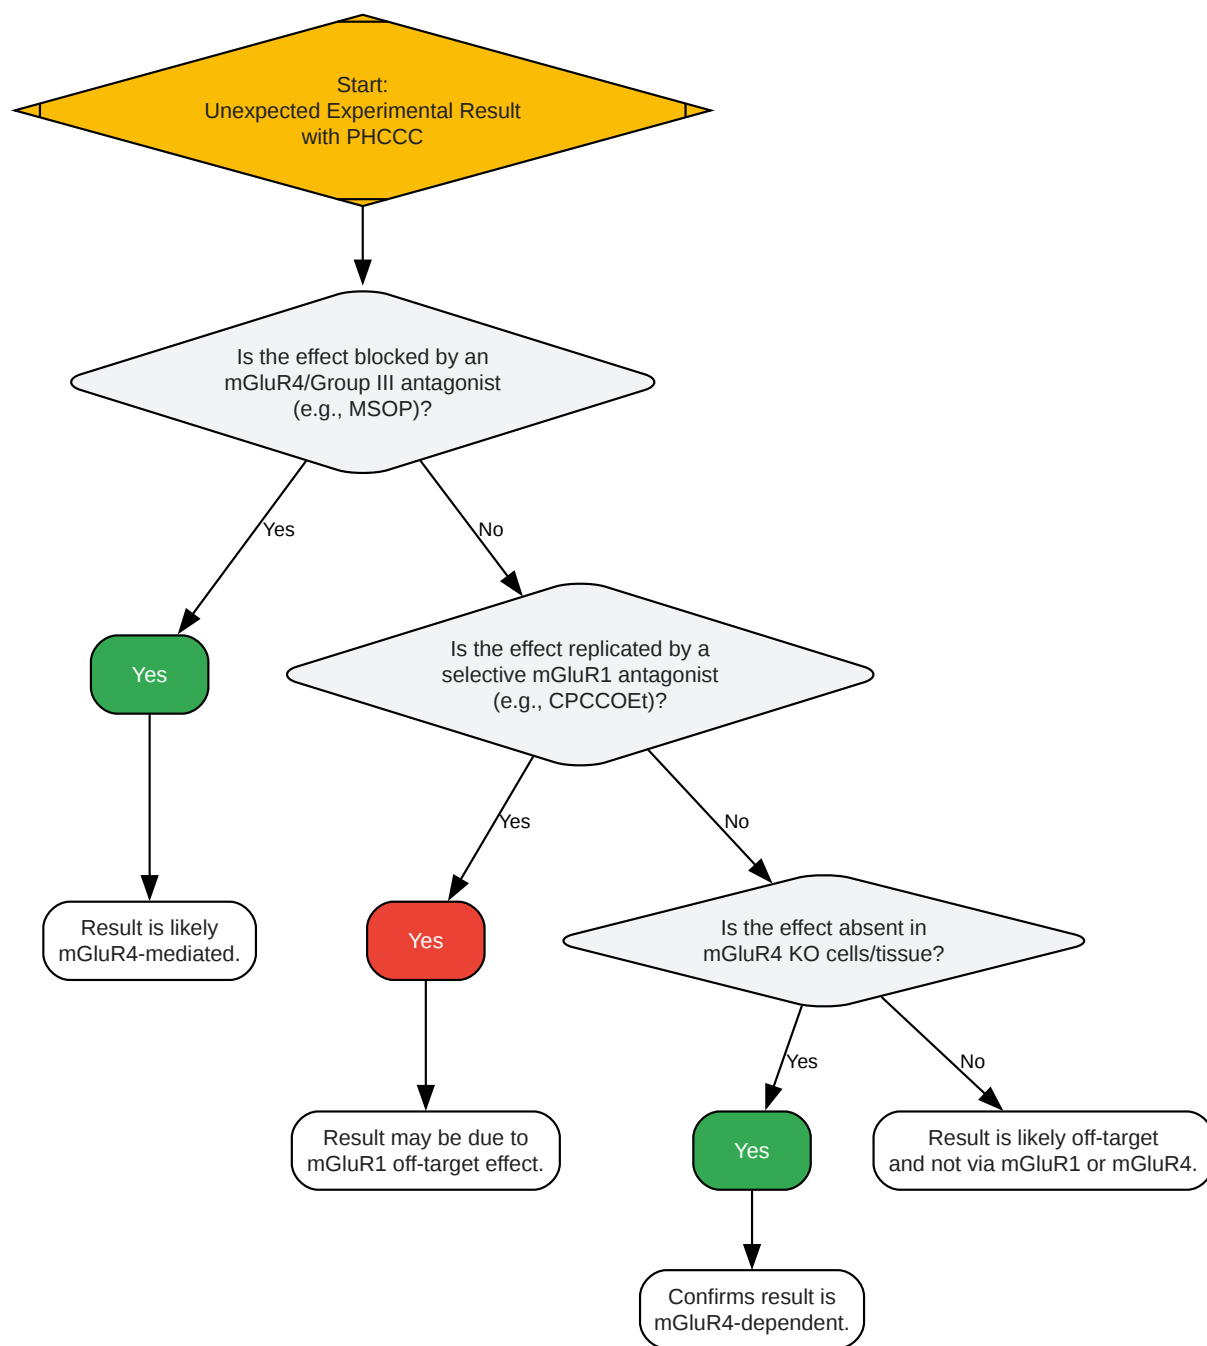 Start:
Unexpected Experimental Result
with PHCCC
Is the effect blocked by an
mGluR4/Group III antagonist
(e.g., MSOP)?
Yes
No
Yes
Is the effect replicated by a
selective mGluR1 antagonist
(e.g., CPCCOEt)?
Yes
No
Result is likely
mGluR4-mediated.
Yes
Is the effect absent in
mGluR4 KO cells/tissue?
Yes
No
Result may be due to
mGluR1 off-target effect.
Yes
Result is likely off-target
and not via mGluR1 or mGluR4.
Confirms result is
mGluR4-dependent.